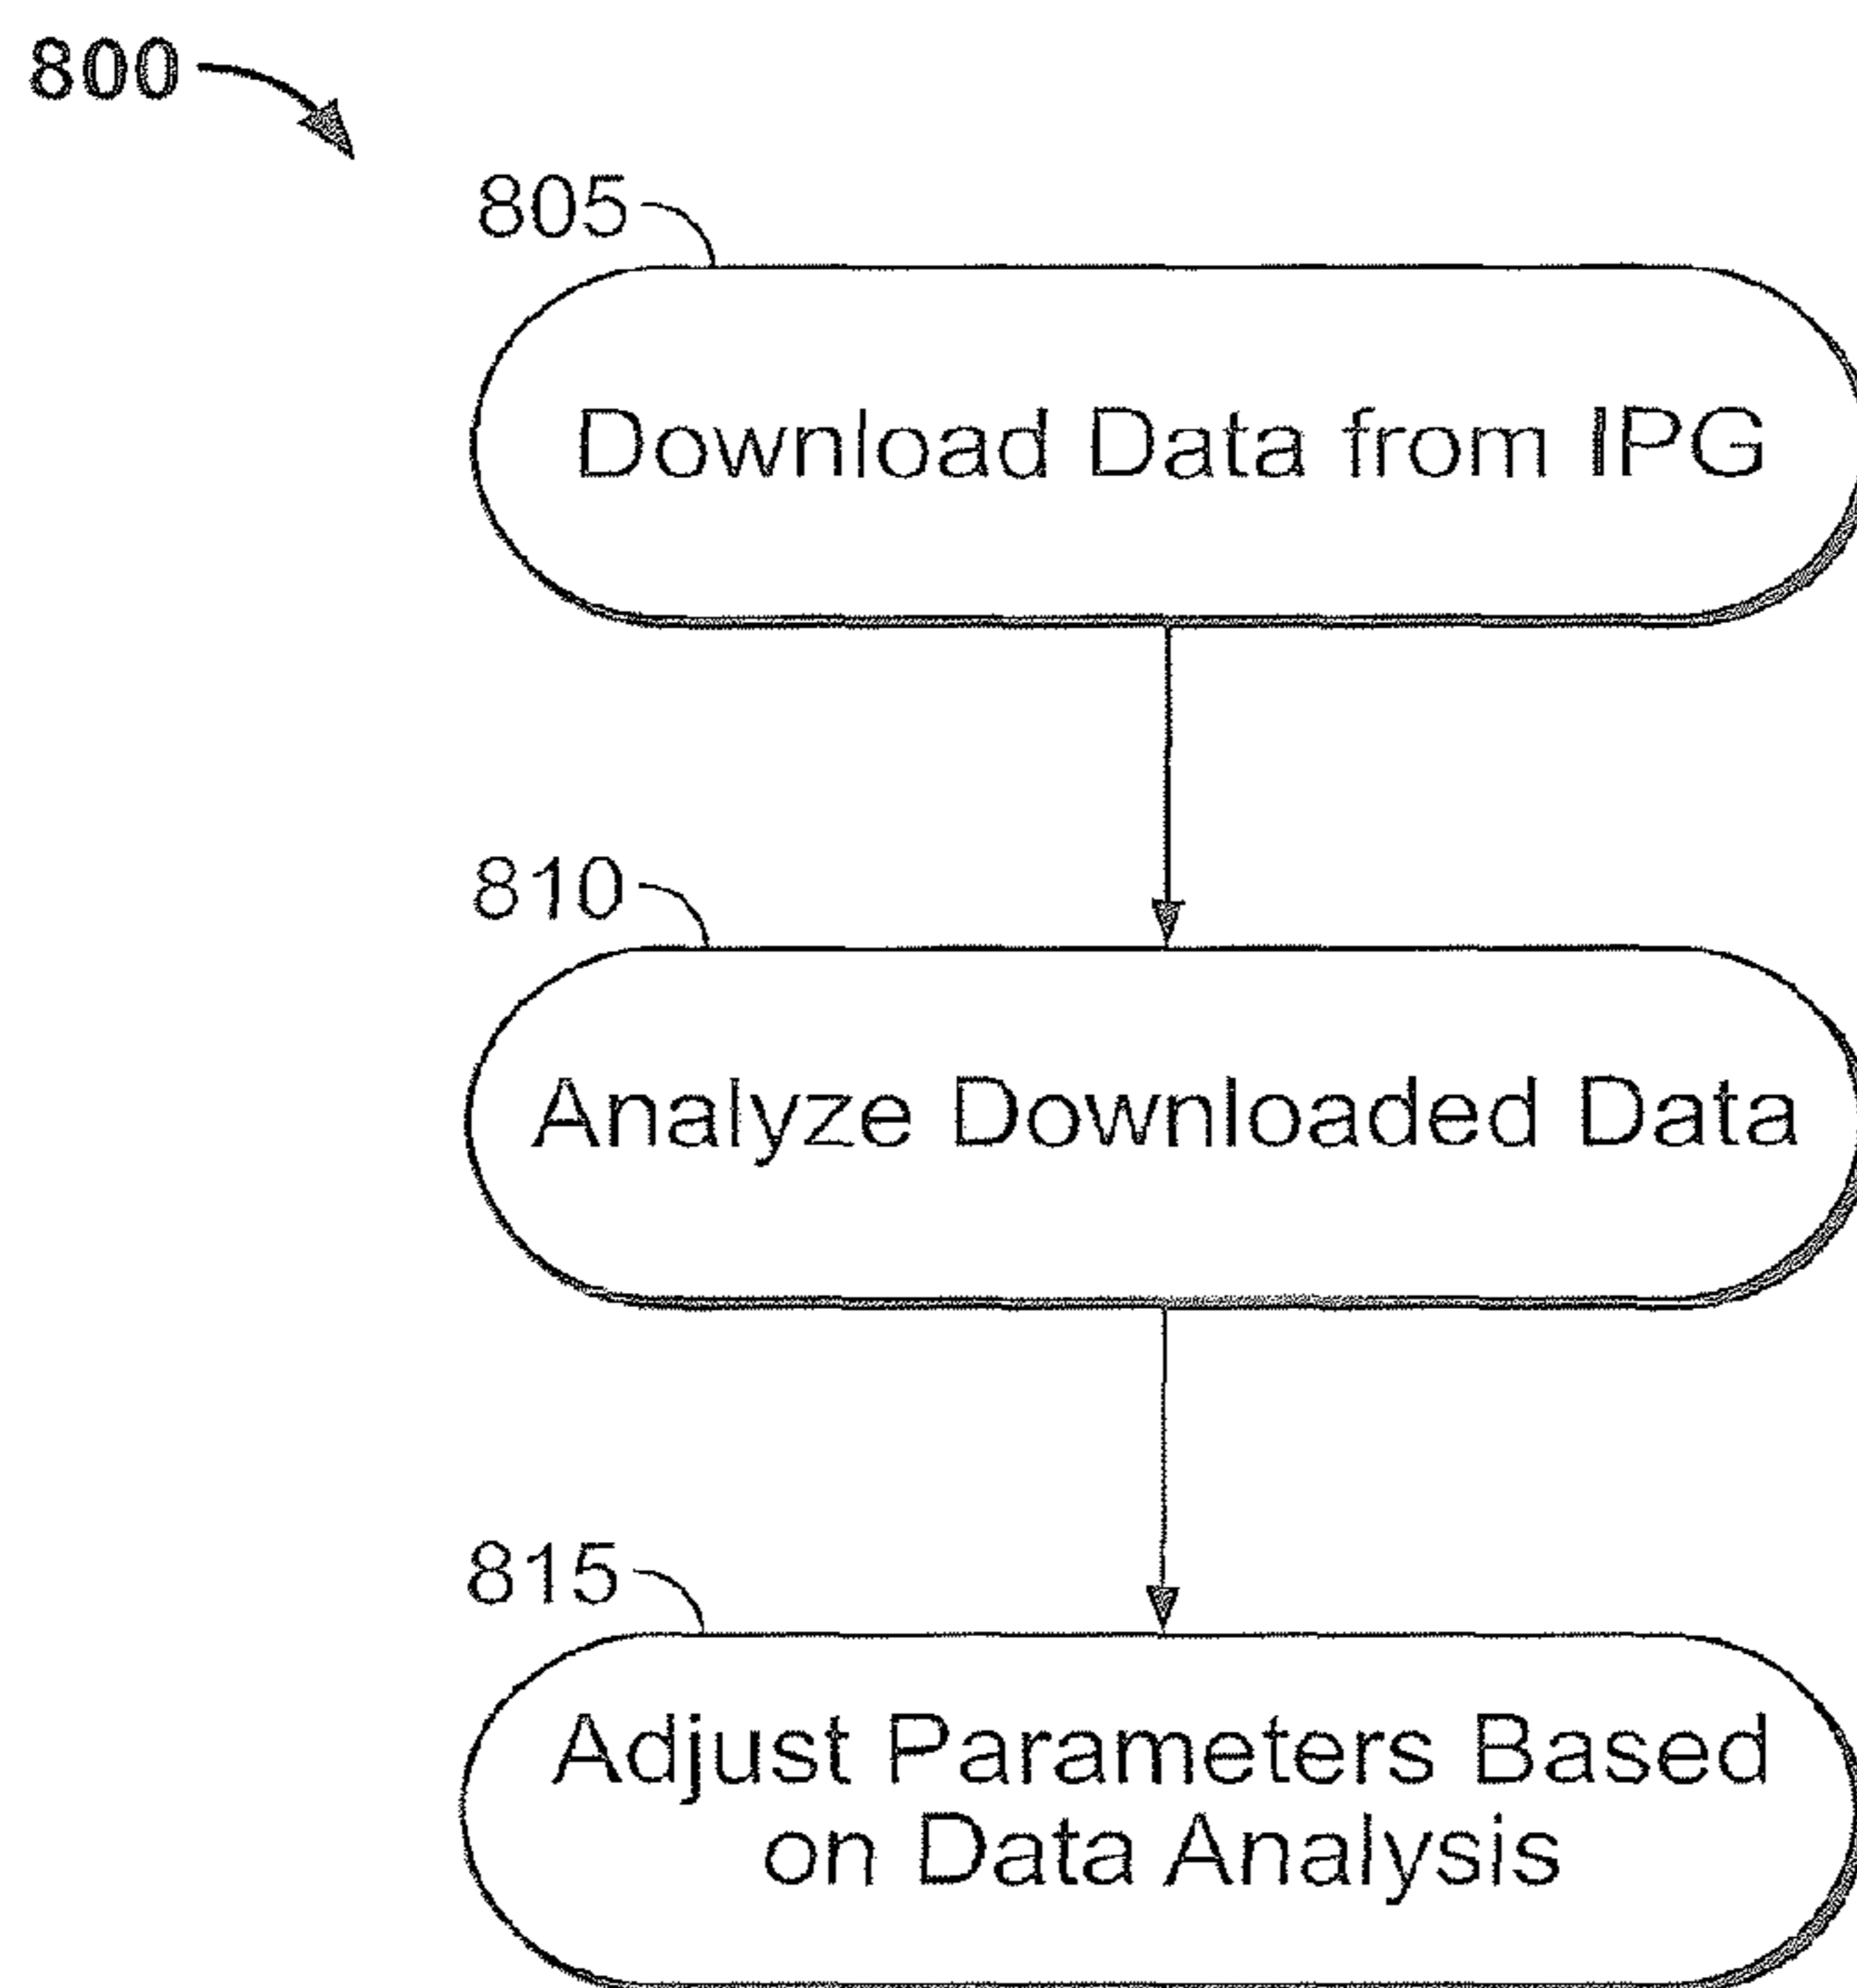 800
805
Download Data from IPG
810
Analyze Downloaded Data
815
Adjust Parameters Based
on Data Analysis